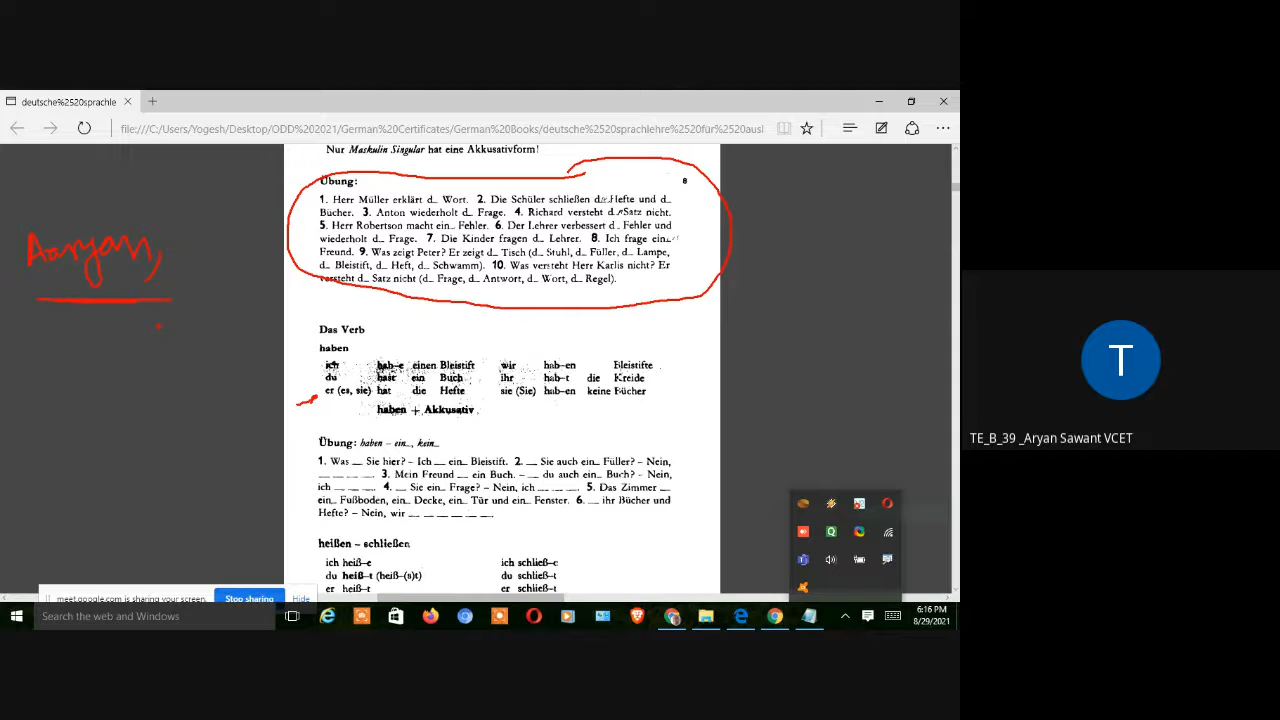 deutsche%2520sprachle
file:///C:/Users/Yogesh/Desktop/ODD%202021/German%20Certificates/German%20Books/deutsche%2520sprachlehre%2520für%2520ausl
Nur Maskulin Singular hat eine Akkusativform!
Übung: 8
1. Herr Müller erklärt d_ Wort. 2. Die Schüler schließen d_ Hefte und d_
Bücher. 3. Anton wiederholt d_ Frage. 4. Richard versteht d_ Satz nicht.
5. Herr Robertson macht ein_ Fehler. 6. Der Lehrer verbessert d_ Fehler und
wiederholt d_ Frage. 7. Die Kinder fragen d_ Lehrer. 8. Ich frage ein_
Freund. 9. Was zeigt Peter? Er zeigt d_ Tisch (d_ Stuhl, d_ Füller, d_ Lampe,
d_ Bleistift, d_ Heft, d_ Schwamm). 10. Was versteht Herr Karlis nicht? Er
versteht d_ Satz nicht (d_ Frage, d_ Antwort, d_ Wort, d_ Regel).
Aaryan,
Das Verb
haben
ich hab-e einen Bleistift wir hab-en Bleistifte
du hast ein Buch ihr hab-t die Kreide
er (es, sie) hat die Hefte sie (Sie) hab-en keine Bücher
haben + Akkusativ
Übung: haben – ein_, kein_
1. Was __ Sie hier? – Ich __ ein_ Bleistift. 2. __ Sie auch ein_ Füller? – Nein,
__ __ __ __. 3. Mein Freund __ ein Buch. – __ du auch ein_ Buch? – Nein,
ich __ __ __. 4. __ Sie ein_ Frage? – Nein, ich __ __ __. 5. Das Zimmer __
ein_ Fußboden, ein_ Decke, ein_ Tür und ein_ Fenster. 6. __ ihr Bücher und
Hefte? – Nein, wir __ __ __ __ __ __.
heißen – schließen
ich heiß-e ich schließ-e
du heiß-t (heiß-(s)t) du schließ-t
er heiß-t er schließ-t
meet.google.com is sharing your screen. Stop sharing Hide
Search the web and Windows
6:16 PM
8/29/2021
T
TE_B_39 _Aryan Sawant VCET